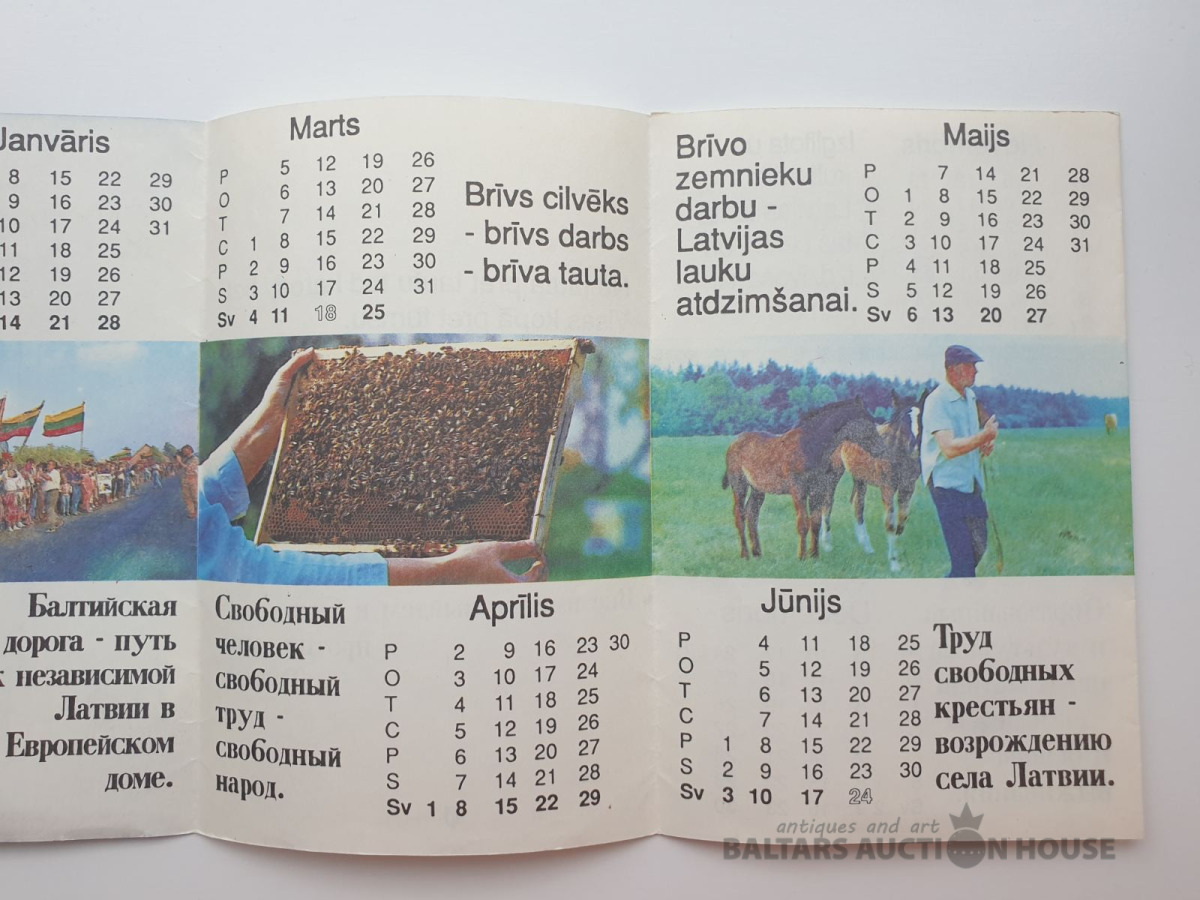 Janvāris
8 15 22 29
9 16 23 30
10 17 24 31
11 18 25
12 19 26
13 20 27
14 21 28
Балтийская
дорога - путь
к независимой
Латвии в
Европейском
доме.
Marts
P 5 12 19 26
O 6 13 20 27
T 7 14 21 28
C 1 8 15 22 29
P 2 9 16 23 30
S 3 10 17 24 31
Sv 4 11 18 25
Brīvs cilvēks
- brīvs darbs
- brīva tauta.
Свободный
человек -
свободный
труд -
свободный
народ.
Aprīlis
P 2 9 16 23 30
O 3 10 17 24
T 4 11 18 25
C 5 12 19 26
P 6 13 20 27
S 7 14 21 28
Sv 1 8 15 22 29
Brīvo
zemnieku
darbu -
Latvijas
lauku
atdzimšanai.
Maijs
P 7 14 21 28
O 1 8 15 22 29
T 2 9 16 23 30
C 3 10 17 24 31
P 4 11 18 25
S 5 12 19 26
Sv 6 13 20 27
Jūnijs
P 4 11 18 25
O 5 12 19 26
T 6 13 20 27
C 7 14 21 28
P 1 8 15 22 29
S 2 9 16 23 30
Sv 3 10 17 24
Труд
свободных
крестьян -
возрождению
села Латвии.
antiques and art
BALTARS AUCTION HOUSE